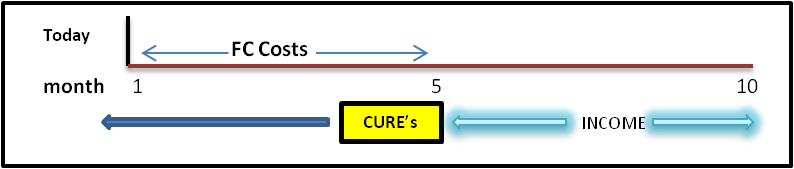 Today
FC Costs
month 1 5 10
CURE's INCOME